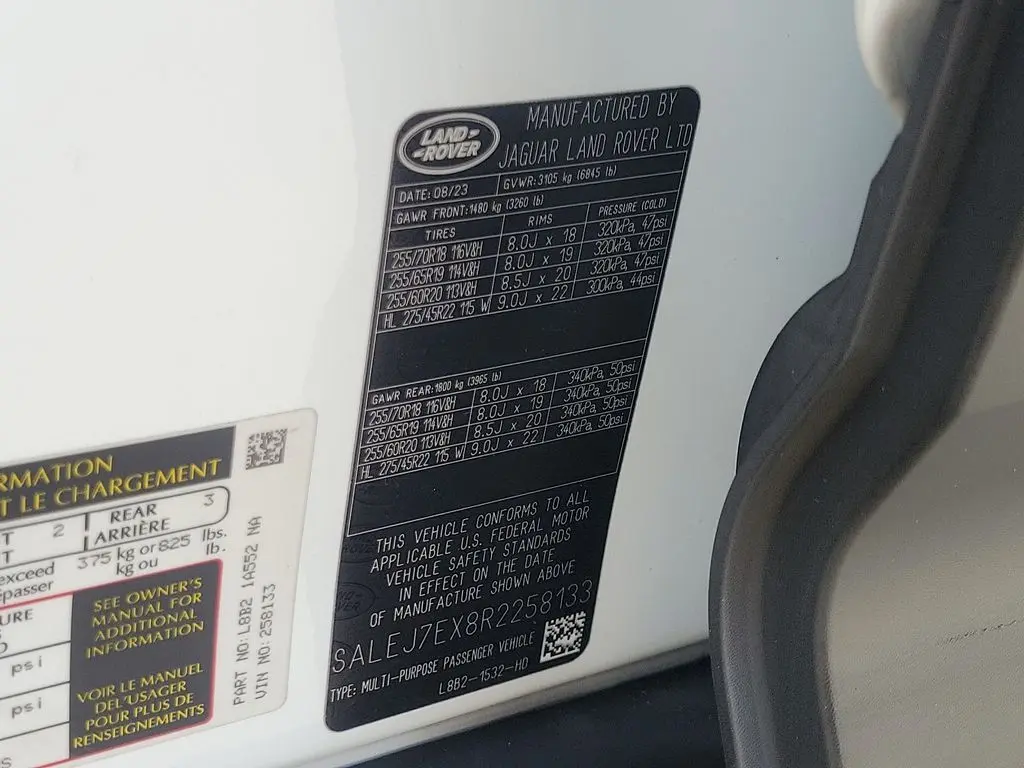 LAND-
-ROVER
MANUFACTURED BY
JAGUAR LAND ROVER LTD
DATE: 08/23 GVWR: 3105 kg (6845 lb)
GAWR FRONT: 1480 kg (3260 lb)
TIRES RIMS PRESSURE (COLD)
255/70R18 116V&H 8.0J x 18 320kPa, 47psi
255/65R19 114V&H 8.0J x 19 320kPa, 47psi
255/60R20 113V&H 8.5J x 20 320kPa, 47psi
HL 275/45R22 115 W 9.0J x 22 300kPa, 44psi
GAWR REAR: 1800 kg (3965 lb)
255/70R18 116V&H 8.0J x 18 340kPa, 50psi
255/65R19 114V&H 8.0J x 19 340kPa, 50psi
255/60R20 113V&H 8.5J x 20 340kPa, 50psi
HL 275/45R22 115 W 9.0J x 22 340kPa, 50psi
THIS VEHICLE CONFORMS TO ALL
APPLICABLE U.S. FEDERAL MOTOR
VEHICLE SAFETY STANDARDS
IN EFFECT ON THE DATE
OF MANUFACTURE SHOWN ABOVE
SALEJ7EX8R2258133
TYPE: MULTI-PURPOSE PASSENGER VEHICLE
L8B2-1532-HD
RMATION
T LE CHARGEMENT
T 2 REAR 3
T ARRIÈRE
exceed 375 kg or 825 lbs.
passer kg ou lb.
URE
SEE OWNER'S
MANUAL FOR
ADDITIONAL
INFORMATION
psi
psi
VOIR LE MANUEL
DE L'USAGER
POUR PLUS DE
RENSEIGNEMENTS
PART NO: L8B2 1A552 NA
VIN NO: 258133